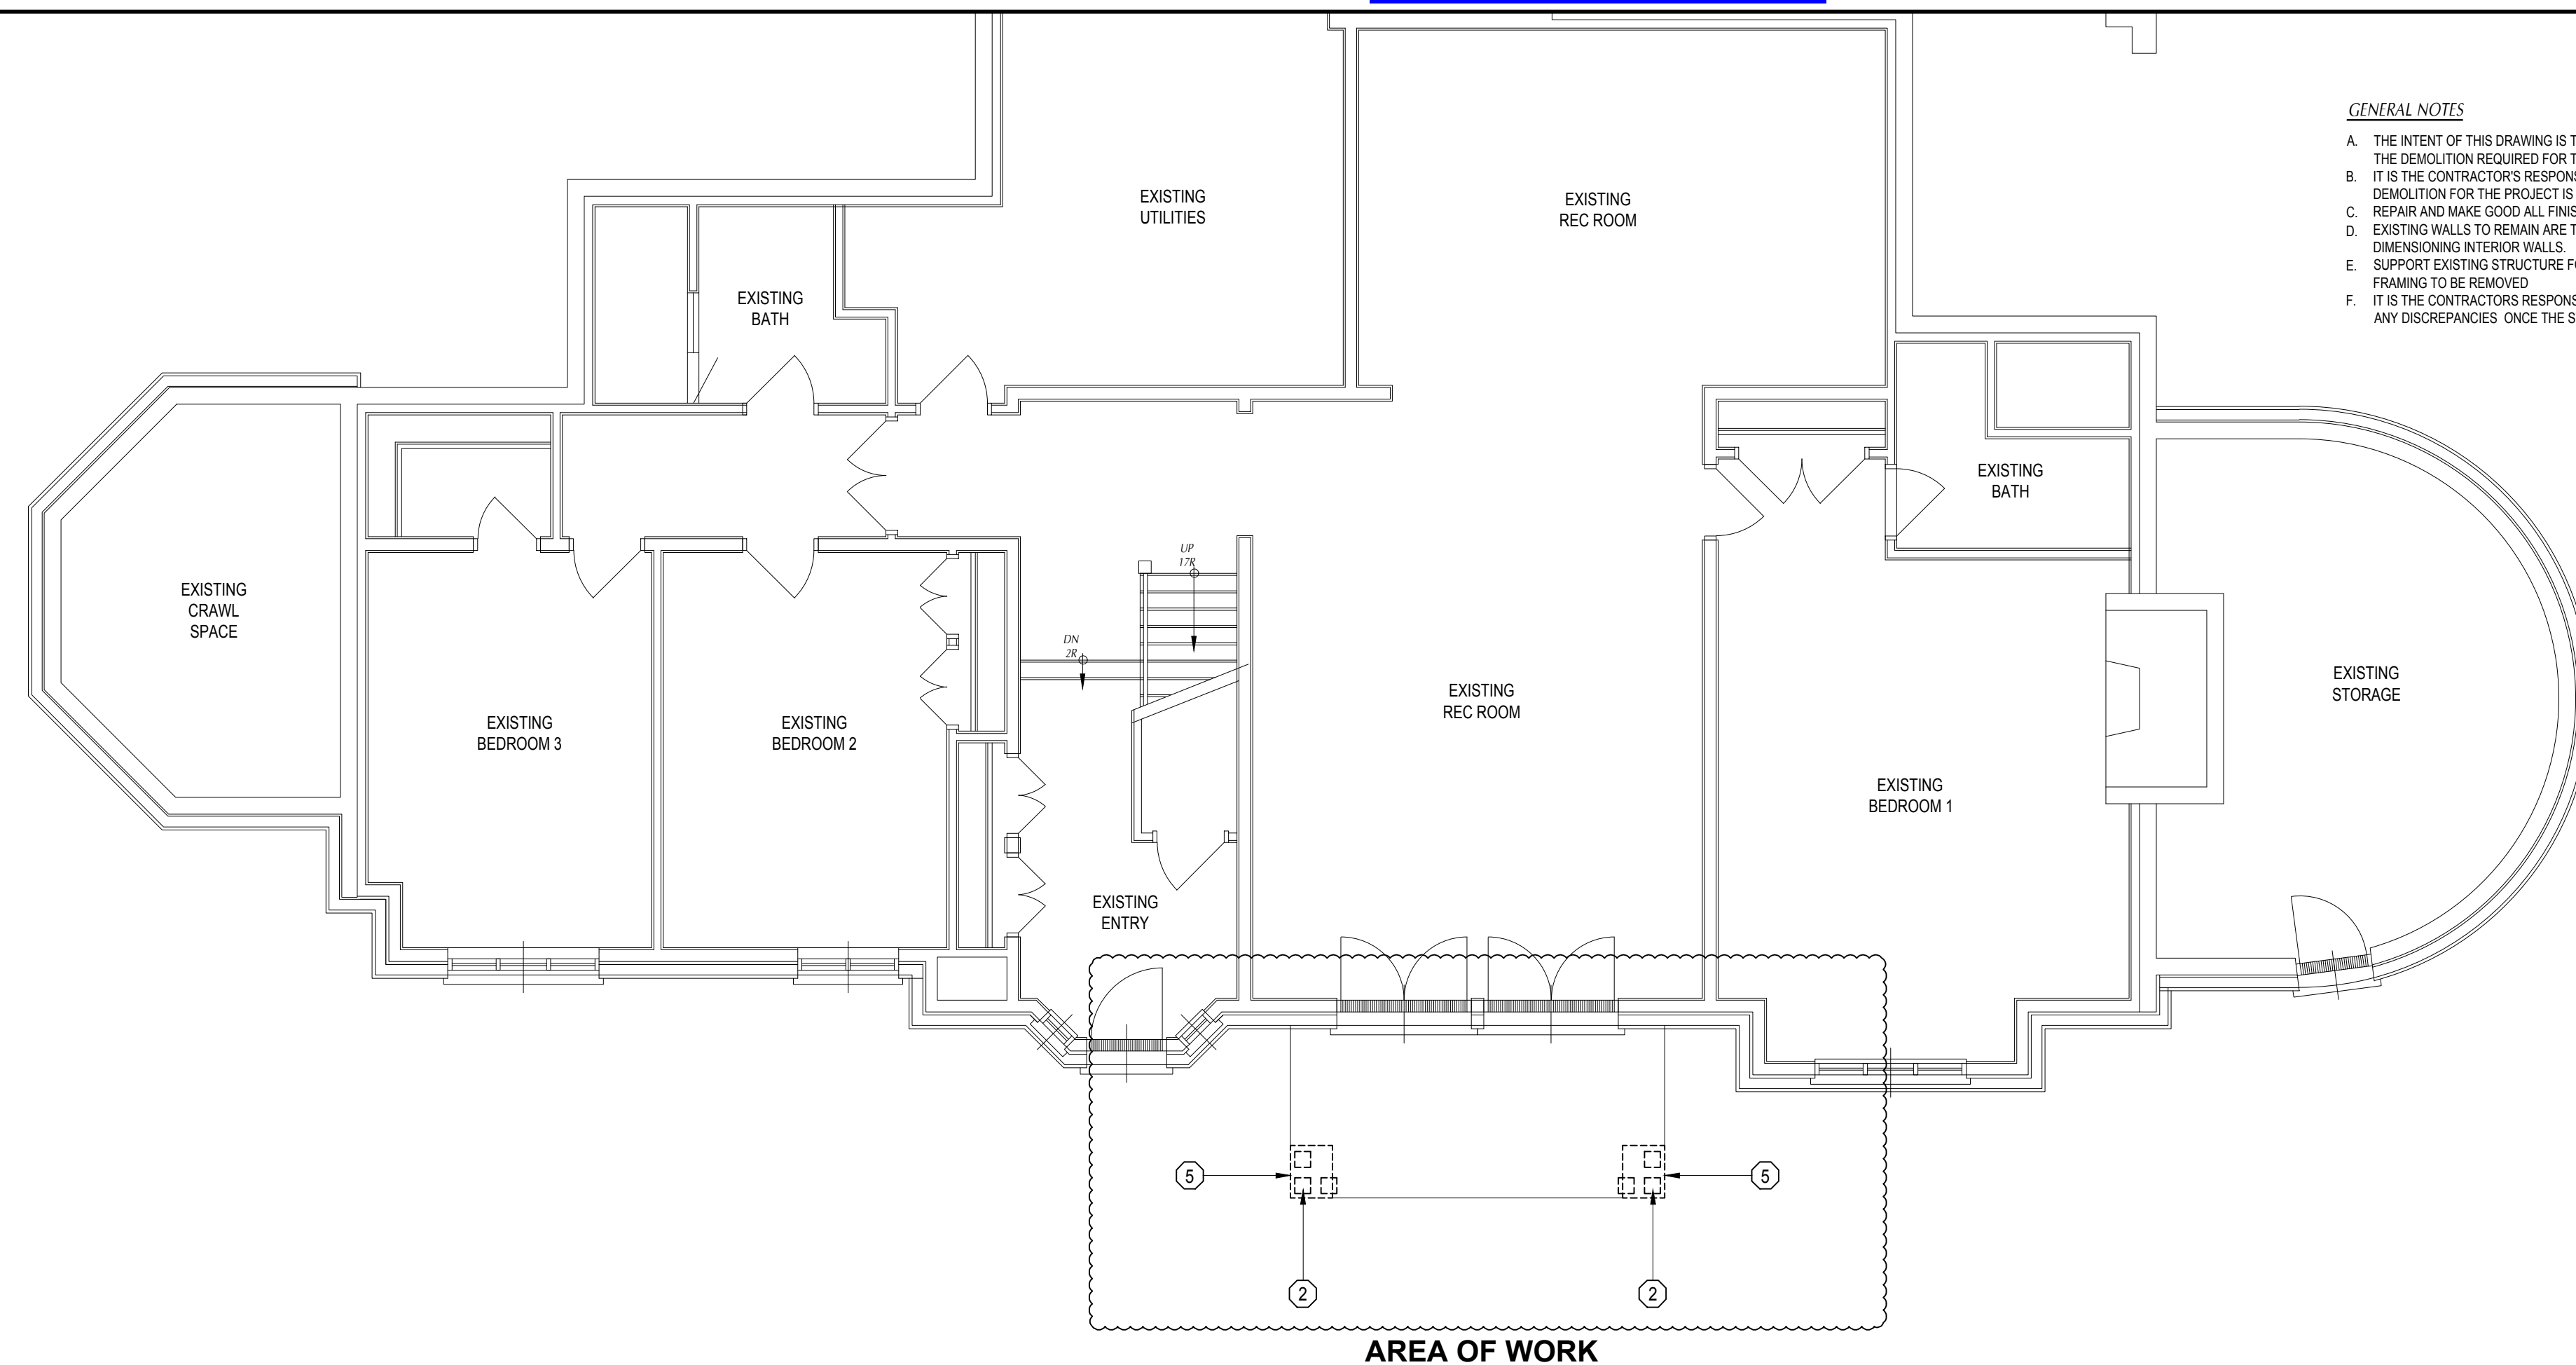 GENERAL NOTES
A. THE INTENT OF THIS DRAWING IS
THE DEMOLITION REQUIRED FOR
B. IT IS THE CONTRACTOR'S
DEMOLITION FOR THE PROJECT IS
C. REPAIR AND MAKE GOOD ALL
D. EXISTING WALLS TO REMAIN ARE
DIMENSIONING INTERIOR WALLS.
E. SUPPORT EXISTING STRUCTURE
FRAMING TO BE REMOVED
F. IT IS THE CONTRACTORS
ANY DISCREPANCIES ONCE THE
EXISTING
UTILITIES
EXISTING
REC ROOM
EXISTING
BATH
EXISTING
BATH
UP
17R
DN
2R
EXISTING
CRAWL
SPACE
EXISTING
BEDROOM 3
EXISTING
BEDROOM 2
EXISTING
REC ROOM
EXISTING
STORAGE
EXISTING
BEDROOM 1
EXISTING
ENTRY
5
5
2
2
AREA OF WORK